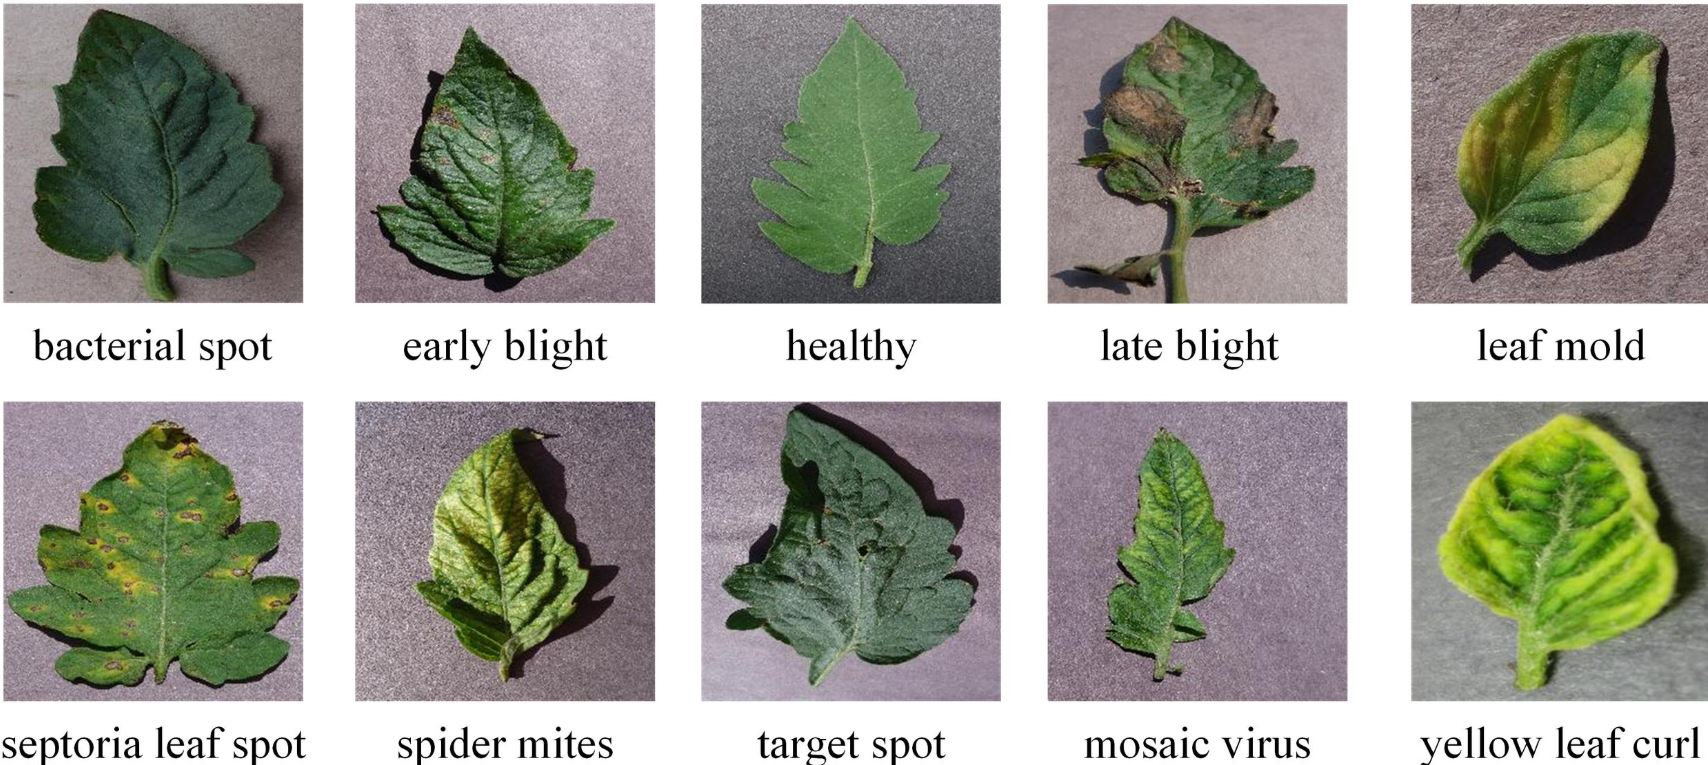 bacterial spot
early blight
healthy
late blight
leaf mold
septoria leaf spot
spider mites
target spot
mosaic virus
yellow leaf curl